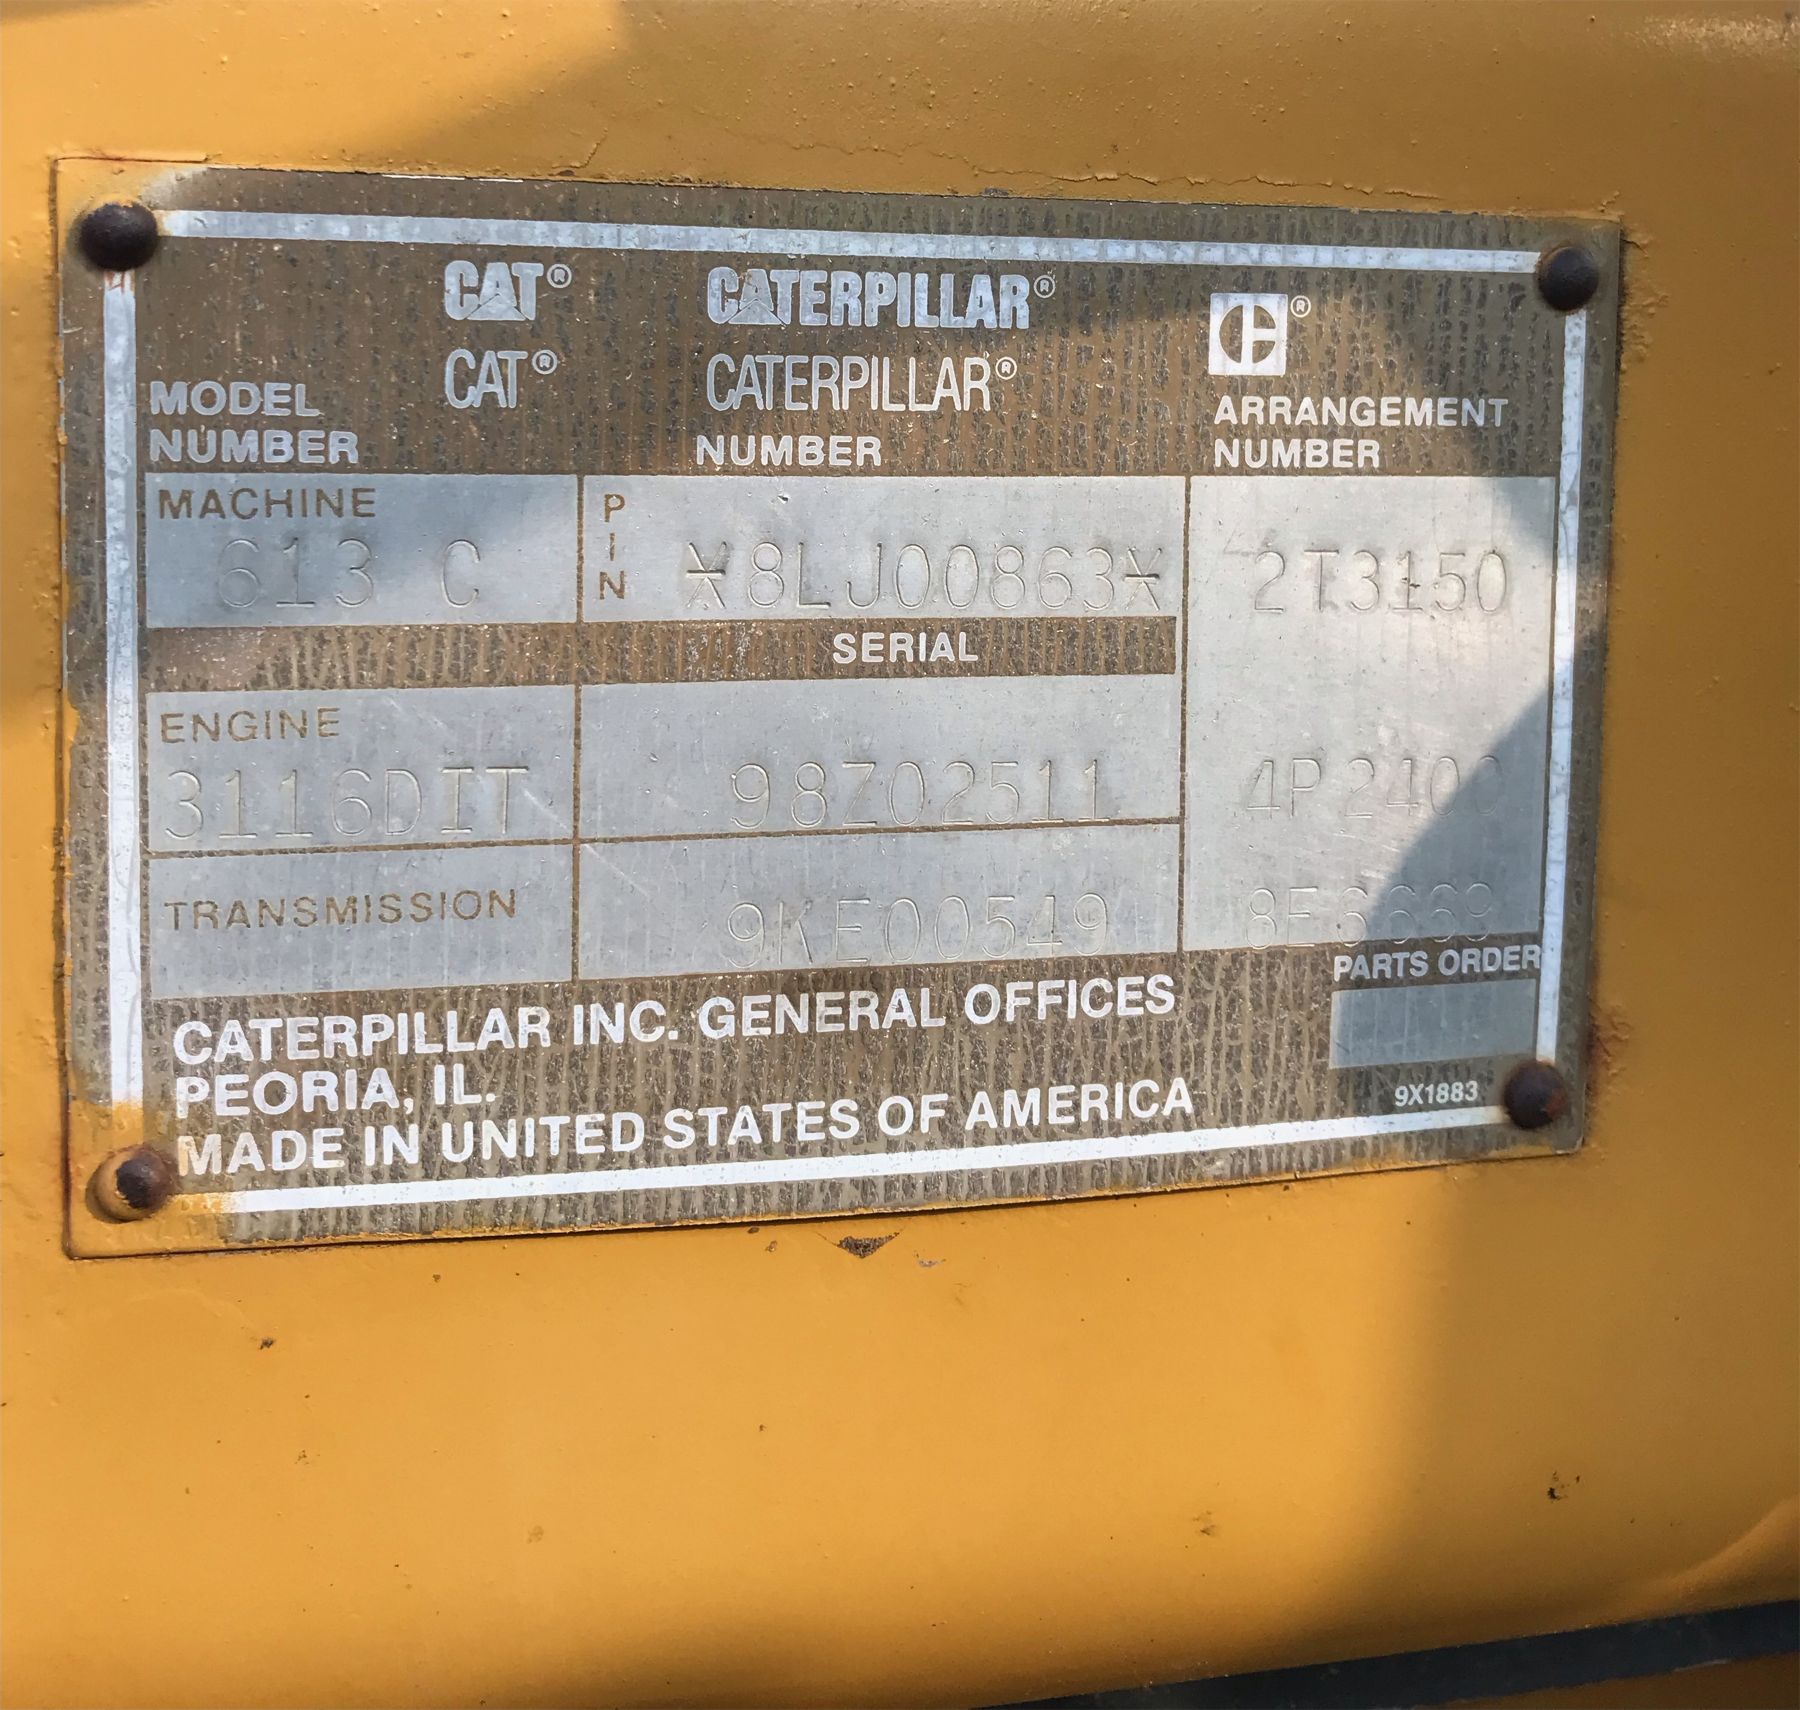 CAT® CATERPILLAR®
CAT® CATERPILLAR® ®
MODEL NUMBER NUMBER ARRANGEMENT NUMBER
MACHINE PIN
613 C *8LJ00863* 2T3150
SERIAL
ENGINE
3116DIT 98Z02511 4P2400
TRANSMISSION 9KE00549
PARTS ORDER
CATERPILLAR INC. GENERAL OFFICES
PEORIA, IL.
MADE IN UNITED STATES OF AMERICA
9X1883